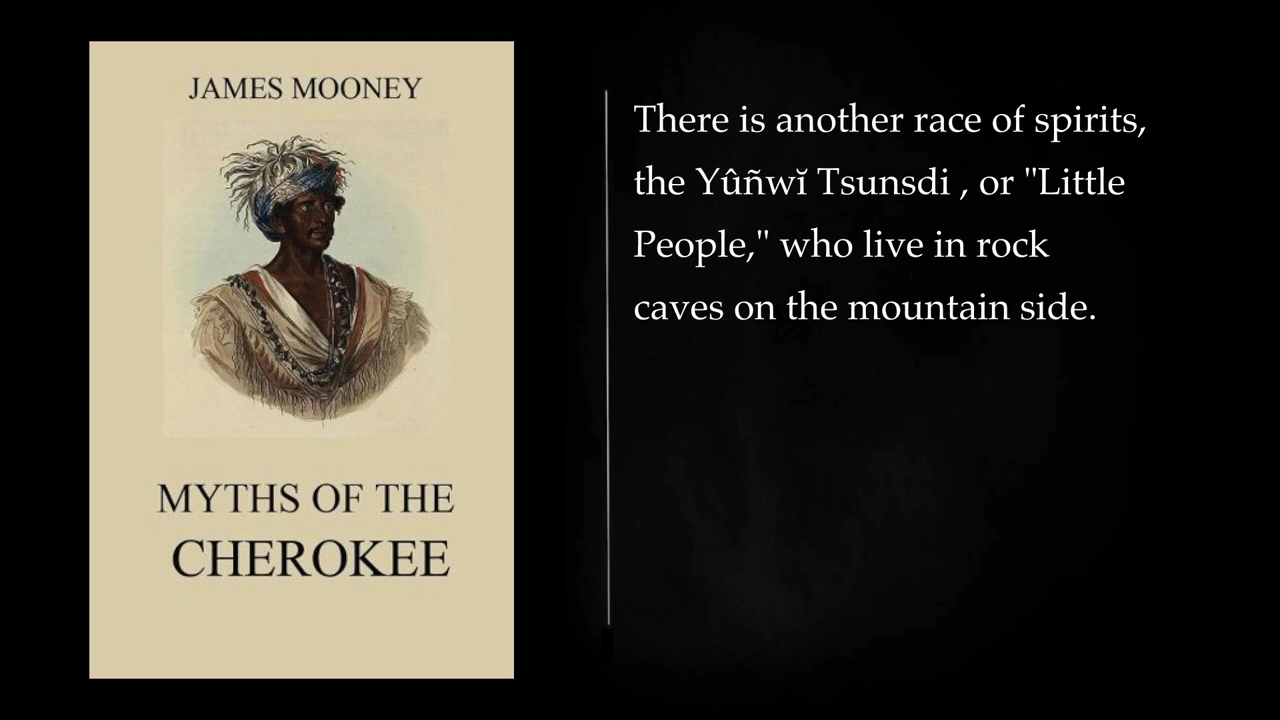 JAMES MOONEY
MYTHS OF THE
CHEROKEE
There is another race of spirits,
the Yûñwĭ Tsunsdi , or "Little
People," who live in rock
caves on the mountain side.